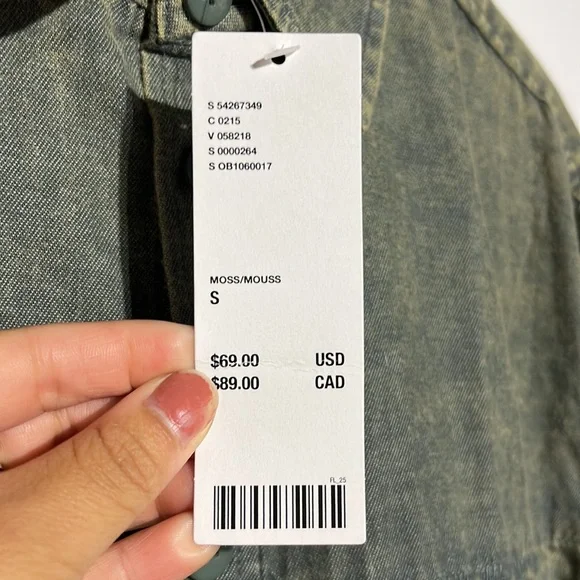 S 54267349
C 0215
V 058218
S 0000264
S OB1060017
MOSS/MOUSS
S
$69.00 USD
$89.00 CAD
FL_25